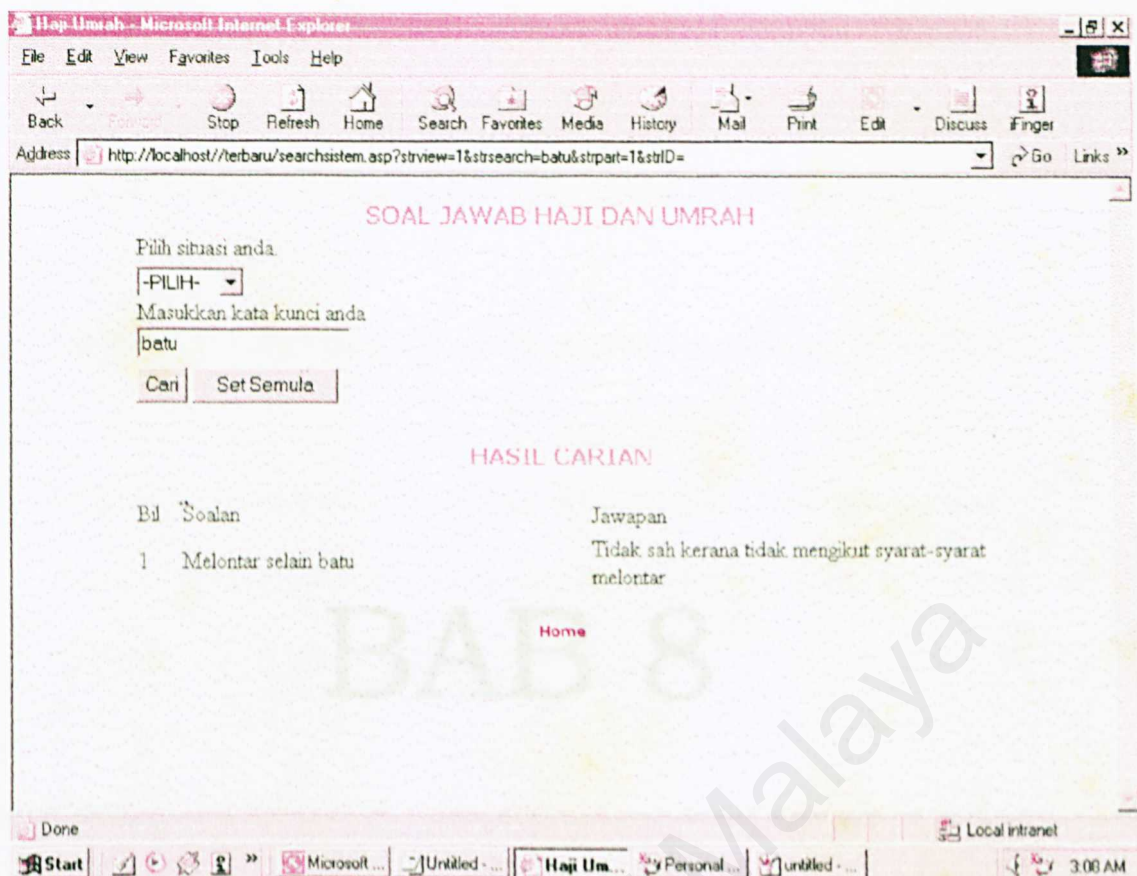 Haji Umrah - Microsoft Internet Explorer
File Edit View Favorites Tools Help
Back Forward Stop Refresh Home Search Favorites Media History Mail Print Edit Discuss iFinger
Address http://localhost//terbaru/searchsistem.asp?strview=1&strsearch=batu&strpart=1&strID= Go Links »
SOAL JAWAB HAJI DAN UMRAH
Pilih situasi anda
-PILIH-
Masukkan kata kunci anda
batu
Cari Set Semula
HASIL CARIAN
Bil Soalan Jawapan
1 Melontar selain batu Tidak sah kerana tidak mengikut syarat-syarat
melontar
Home
BAB 8
Malaya
Done Local intranet
Start » Microsoft ... Untitled - ... Haji Um... Personal ... untitled - ... 3:08 AM